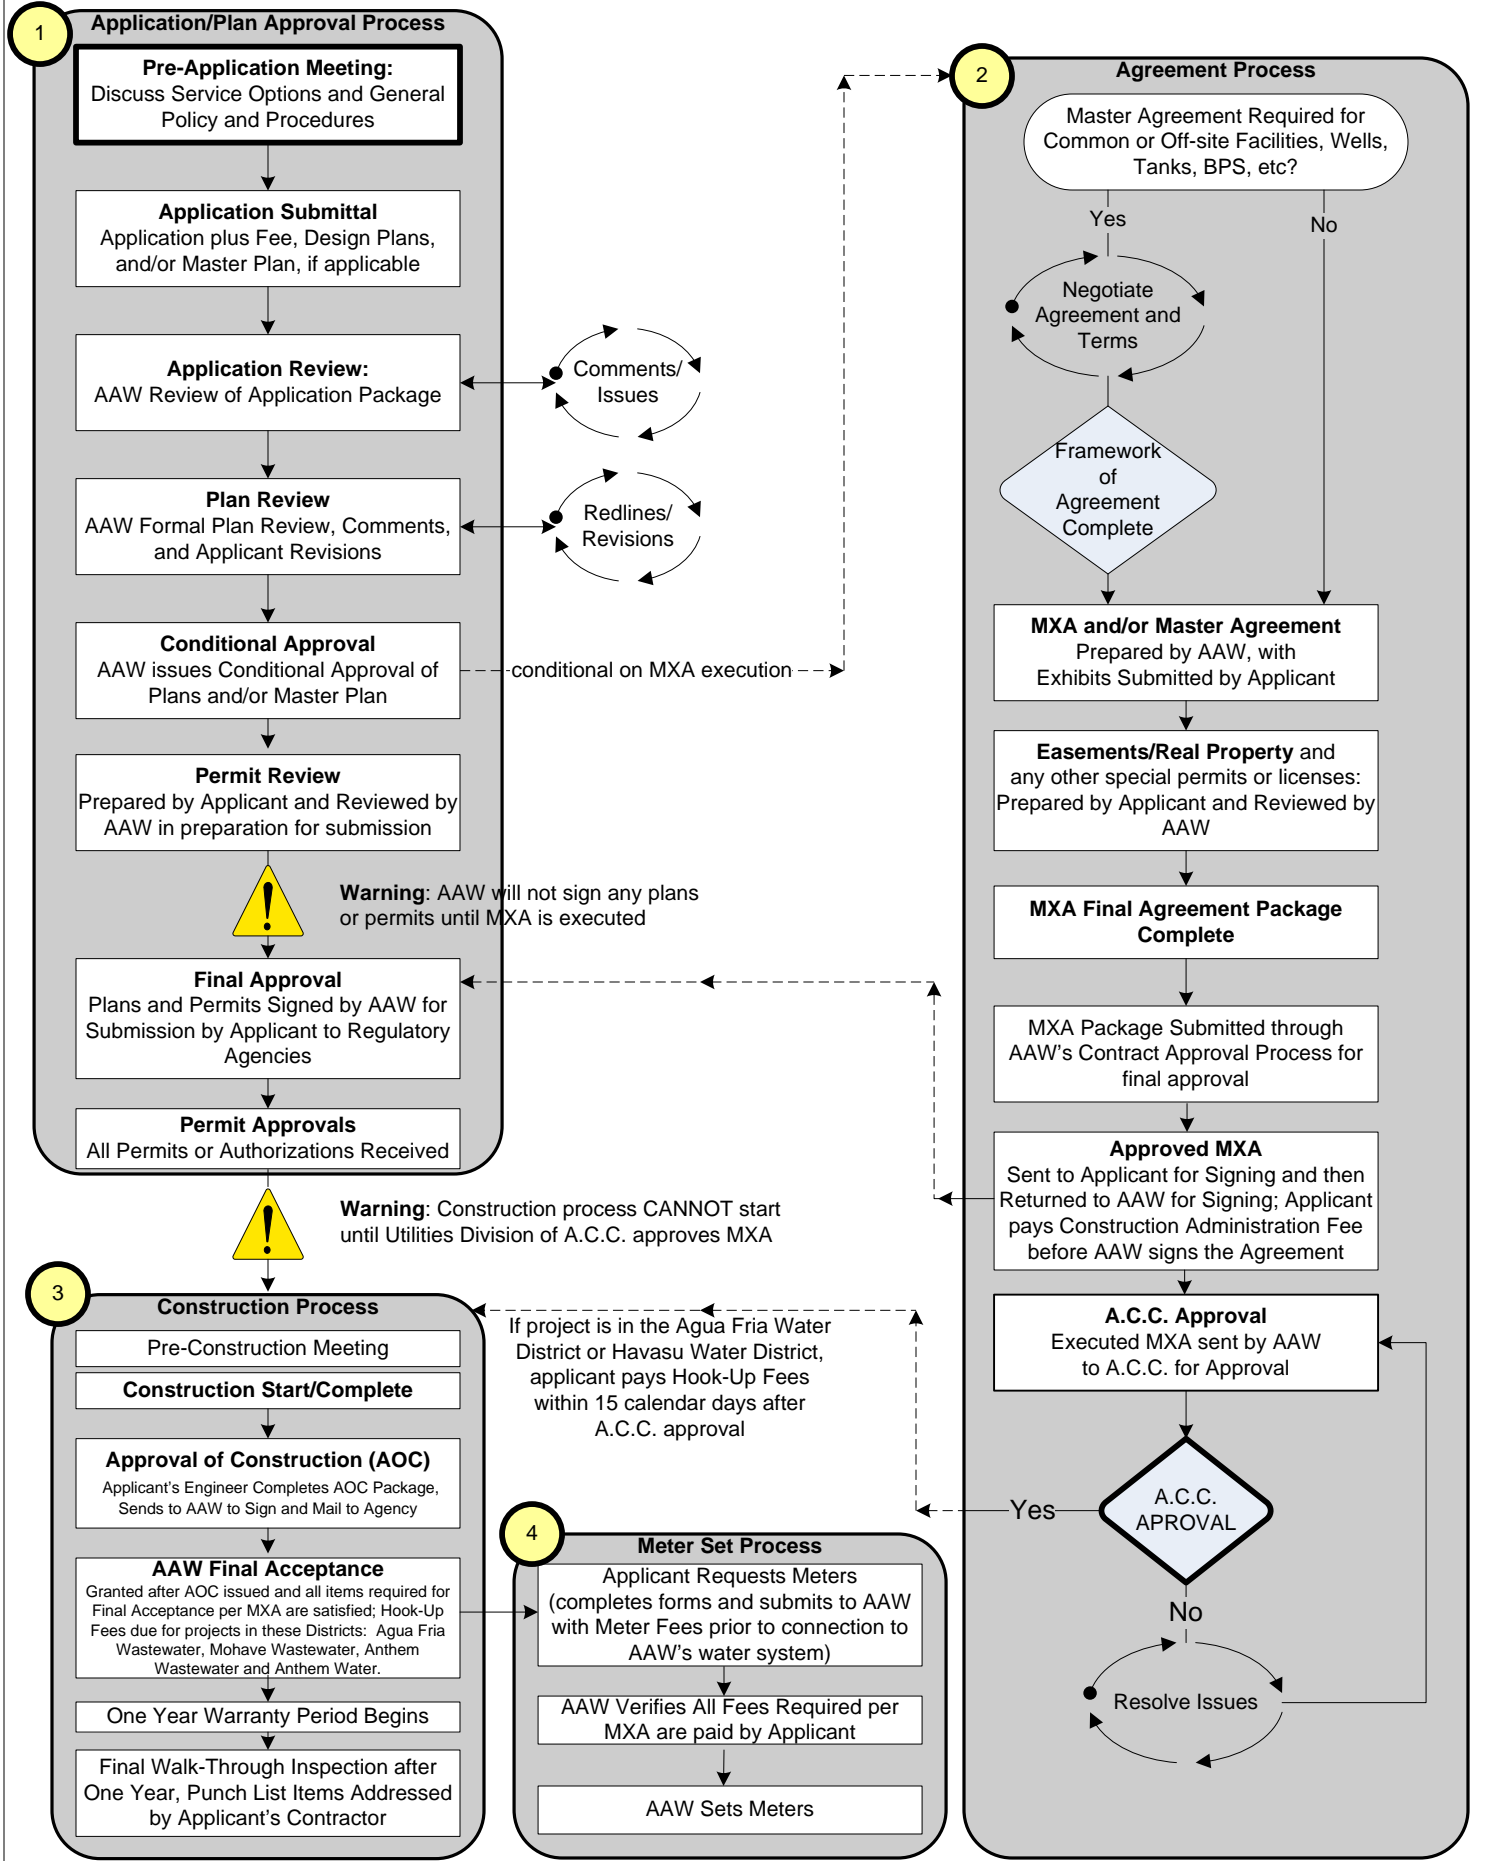 1
Application/Plan Approval Process
Pre-Application Meeting:
Discuss Service Options and General
Policy and Procedures
Application Submittal
Application plus Fee, Design Plans,
and/or Master Plan, if applicable
Application Review:
AAW Review of Application Package
Comments/
Issues
Plan Review
AAW Formal Plan Review, Comments,
and Applicant Revisions
Redlines/
Revisions
Conditional Approval
AAW issues Conditional Approval of
Plans and/or Master Plan
conditional on MXA execution
Permit Review
Prepared by Applicant and Reviewed by
AAW in preparation for submission
!
Warning: AAW will not sign any plans
or permits until MXA is executed
Final Approval
Plans and Permits Signed by AAW for
Submission by Applicant to Regulatory
Agencies
Permit Approvals
All Permits or Authorizations Received
!
Warning: Construction process CANNOT start
until Utilities Division of A.C.C. approves MXA
2
Agreement Process
Master Agreement Required for
Common or Off-site Facilities, Wells,
Tanks, BPS, etc?
Yes
No
Negotiate
Agreement and
Terms
Framework
of
Agreement
Complete
MXA and/or Master Agreement
Prepared by AAW, with
Exhibits Submitted by Applicant
Easements/Real Property and
any other special permits or licenses:
Prepared by Applicant and Reviewed by
AAW
MXA Final Agreement Package
Complete
MXA Package Submitted through
AAW's Contract Approval Process for
final approval
Approved MXA
Sent to Applicant for Signing and then
Returned to AAW for Signing; Applicant
pays Construction Administration Fee
before AAW signs the Agreement
A.C.C. Approval
Executed MXA sent by AAW
to A.C.C. for Approval
A.C.C.
APROVAL
Yes
No
Resolve Issues
If project is in the Agua Fria Water
District or Havasu Water District,
applicant pays Hook-Up Fees
within 15 calendar days after
A.C.C. approval
3
Construction Process
Pre-Construction Meeting
Construction Start/Complete
Approval of Construction (AOC)
Applicant's Engineer Completes AOC Package,
Sends to AAW to Sign and Mail to Agency
AAW Final Acceptance
Granted after AOC issued and all items required for
Final Acceptance per MXA are satisfied; Hook-Up
Fees due for projects in these Districts: Agua Fria
Wastewater, Mohave Wastewater, Anthem
Wastewater and Anthem Water.
One Year Warranty Period Begins
Final Walk-Through Inspection after
One Year, Punch List Items Addressed
by Applicant's Contractor
4
Meter Set Process
Applicant Requests Meters
(completes forms and submits to AAW
with Meter Fees prior to connection to
AAW's water system)
AAW Verifies All Fees Required per
MXA are paid by Applicant
AAW Sets Meters